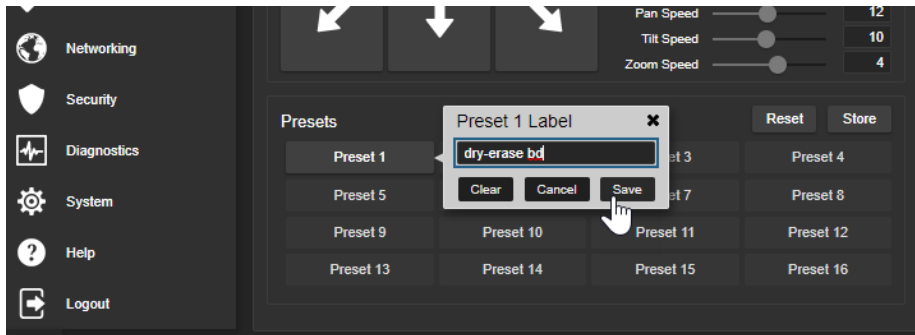 Pan Speed 12
Networking
Tilt Speed 10
Zoom Speed 4
Security
Presets
Preset 1 Label
Reset Store
Diagnostics
Preset 1
dry-erase bd
et 3
Preset 4
Clear Cancel Save
System
Preset 5
et 7
Preset 8
Preset 9 Preset 10 Preset 11 Preset 12
Help
Preset 13 Preset 14 Preset 15 Preset 16
Logout